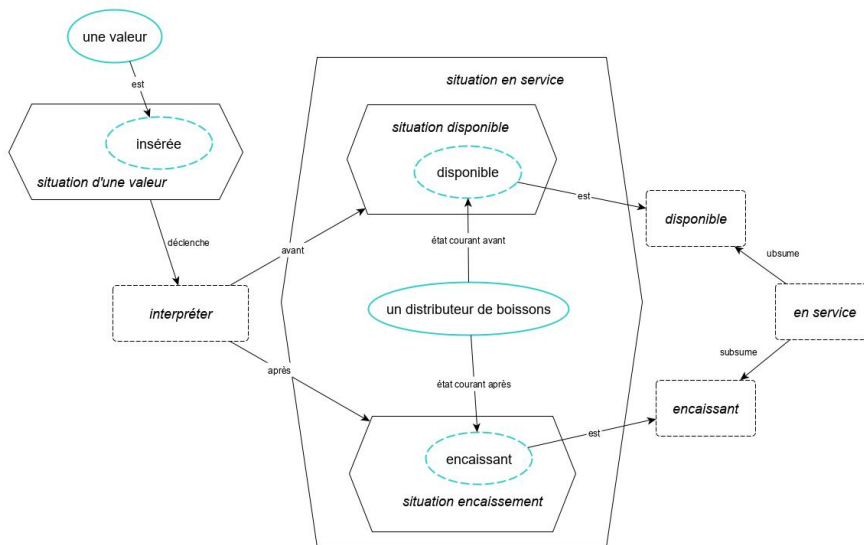 une valeur
est
insérée
situation d'une valeur
déclenche
interpréter
avant
après
situation en service
situation disponible
disponible
état courant avant
un distributeur de boissons
état courant après
encaissant
situation encaissement
est
est
disponible
ubsume
en service
subsume
encaissant